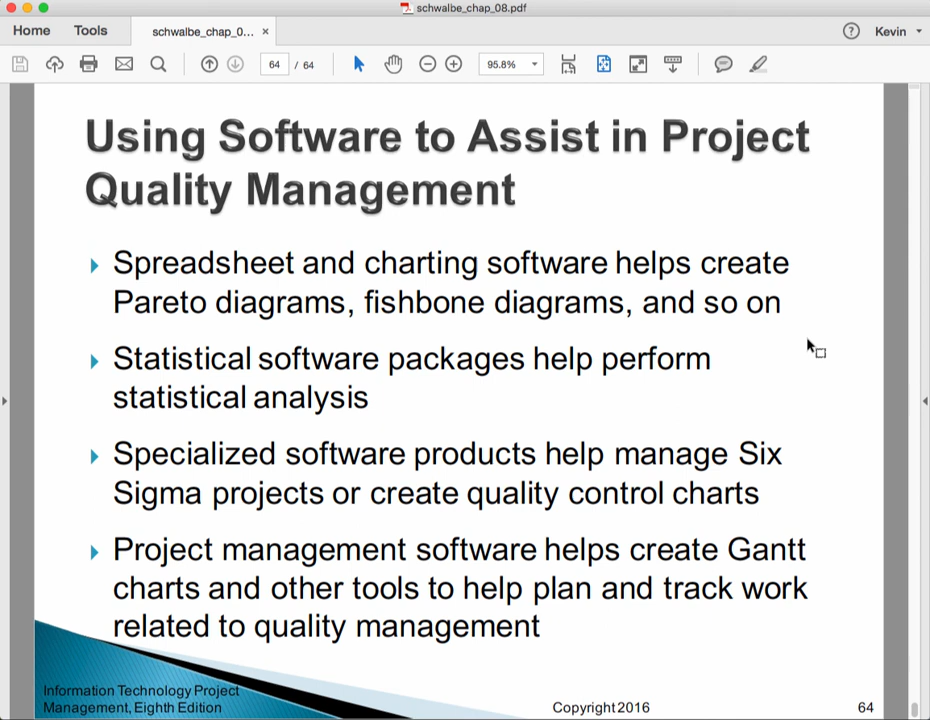 schwalbe_chap_08.pdf
Home Tools schwalbe_chap_0... × ? Kevin
64 / 64 95.8%
Using Software to Assist in Project
Quality Management
Spreadsheet and charting software helps create
Pareto diagrams, fishbone diagrams, and so on
Statistical software packages help perform
statistical analysis
Specialized software products help manage Six
Sigma projects or create quality control charts
Project management software helps create Gantt
charts and other tools to help plan and track work
related to quality management
Information Technology Project
Management, Eighth Edition Copyright 2016 64